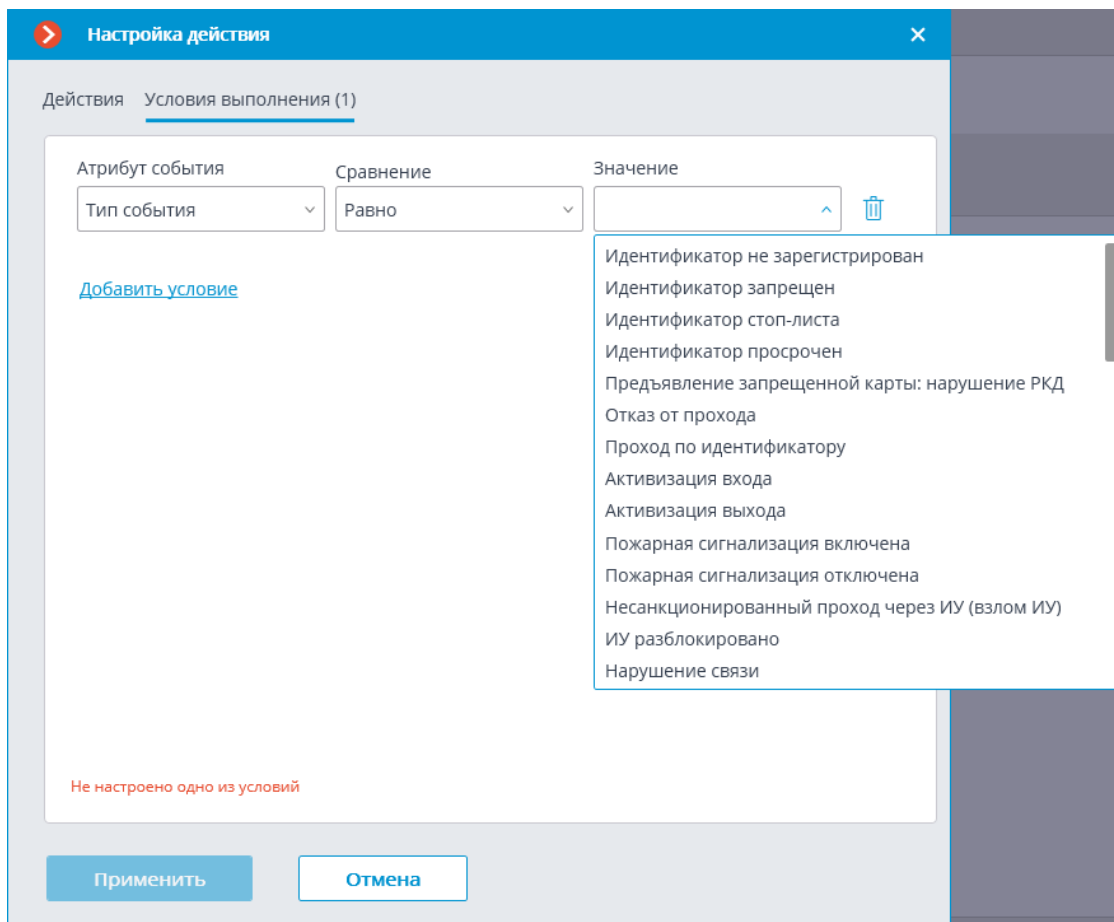 Настройка действия
Действия Условия выполнения (1)
Атрибут события Сравнение Значение
Тип события Равно
Идентификатор не зарегистрирован
Добавить условие
Идентификатор запрещен
Идентификатор стоп-листа
Идентификатор просрочен
Предъявление запрещенной карты: нарушение РКД
Отказ от прохода
Проход по идентификатору
Активизация входа
Активизация выхода
Пожарная сигнализация включена
Пожарная сигнализация отключена
Несанкционированный проход через ИУ (взлом ИУ)
ИУ разблокировано
Нарушение связи
Не настроено одно из условий
Применить Отмена